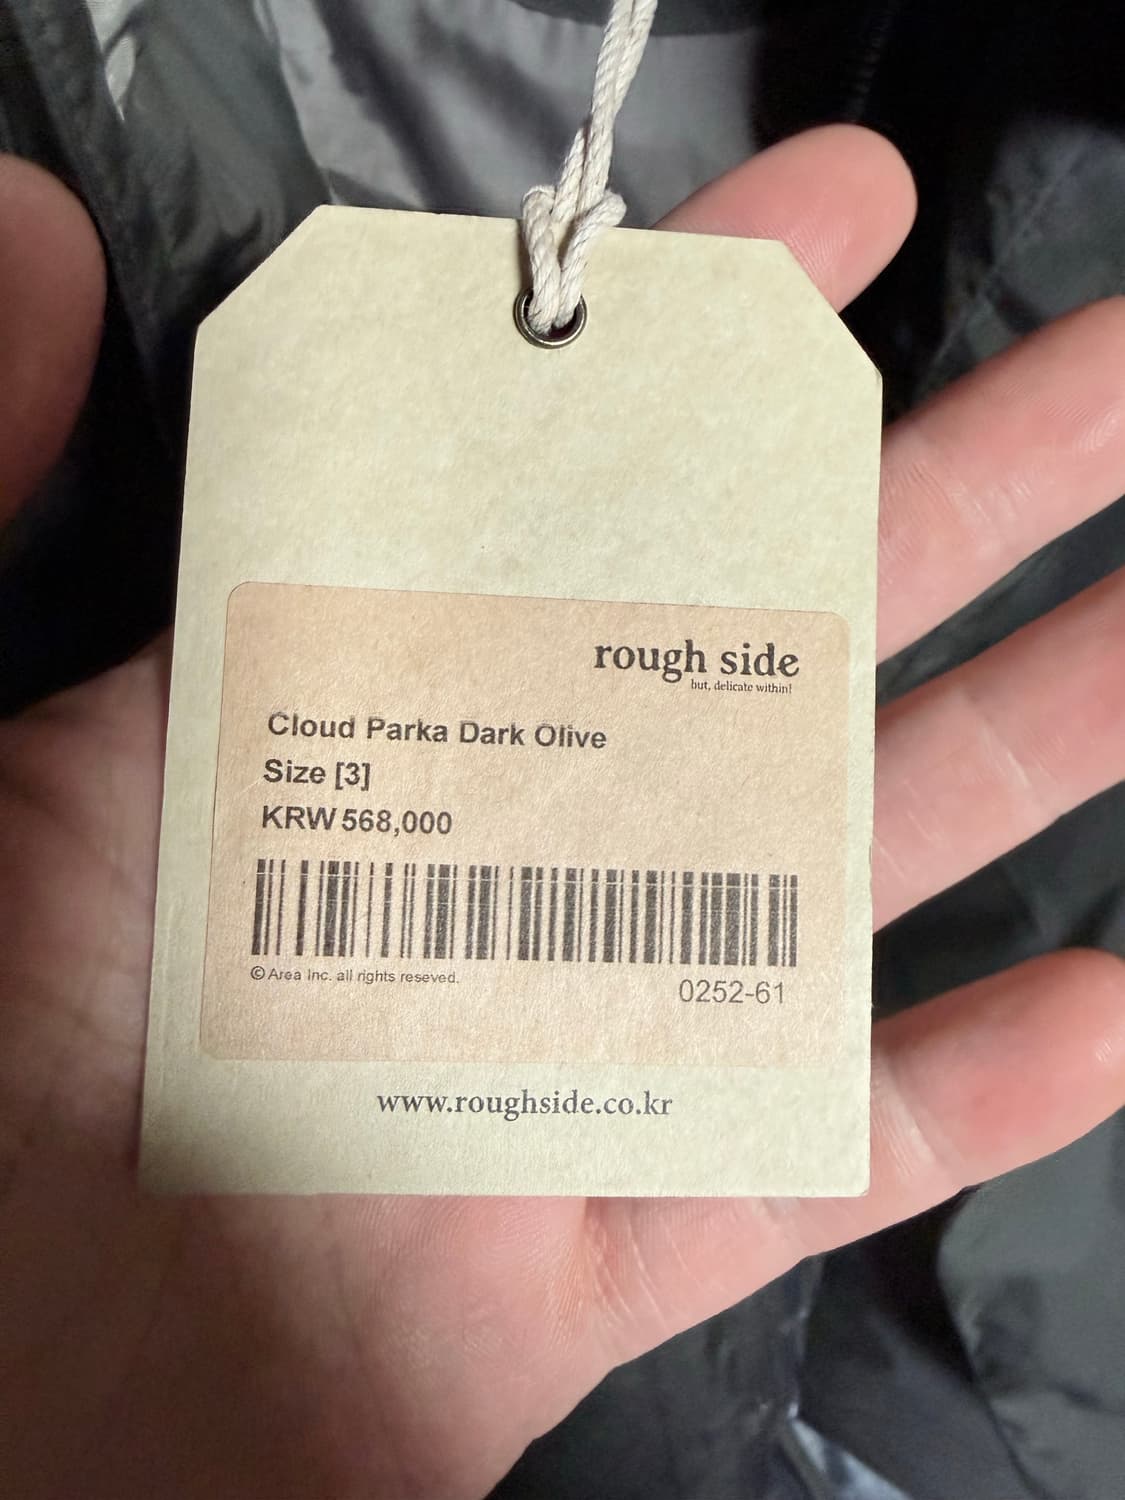 rough side
but, delicate within!
Cloud Parka Dark Olive
Size [3]
KRW 568,000
© Area Inc. all rights reseved.
0252-61
www.roughside.co.kr